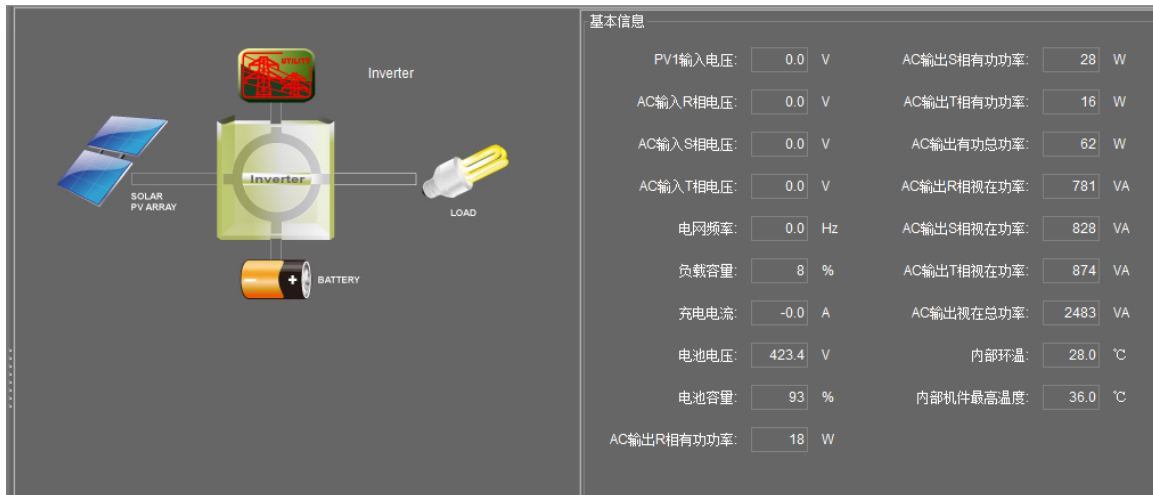 UTILITY
Inverter
Inverter
SOLAR
PV ARRAY
LOAD
BATTERY
基本信息
PV1输入电压: 0.0 V AC输出S相有功功率: 28 W
AC输入R相电压: 0.0 V AC输出T相有功功率: 16 W
AC输入S相电压: 0.0 V AC输出有功总功率: 62 W
AC输入T相电压: 0.0 V AC输出R相视在功率: 781 VA
电网频率: 0.0 Hz AC输出S相视在功率: 828 VA
负载容量: 8 % AC输出T相视在功率: 874 VA
充电电流: -0.0 A AC输出视在总功率: 2483 VA
电池电压: 423.4 V 内部环温: 28.0 ℃
电池容量: 93 % 内部机件最高温度: 36.0 ℃
AC输出R相有功功率: 18 W